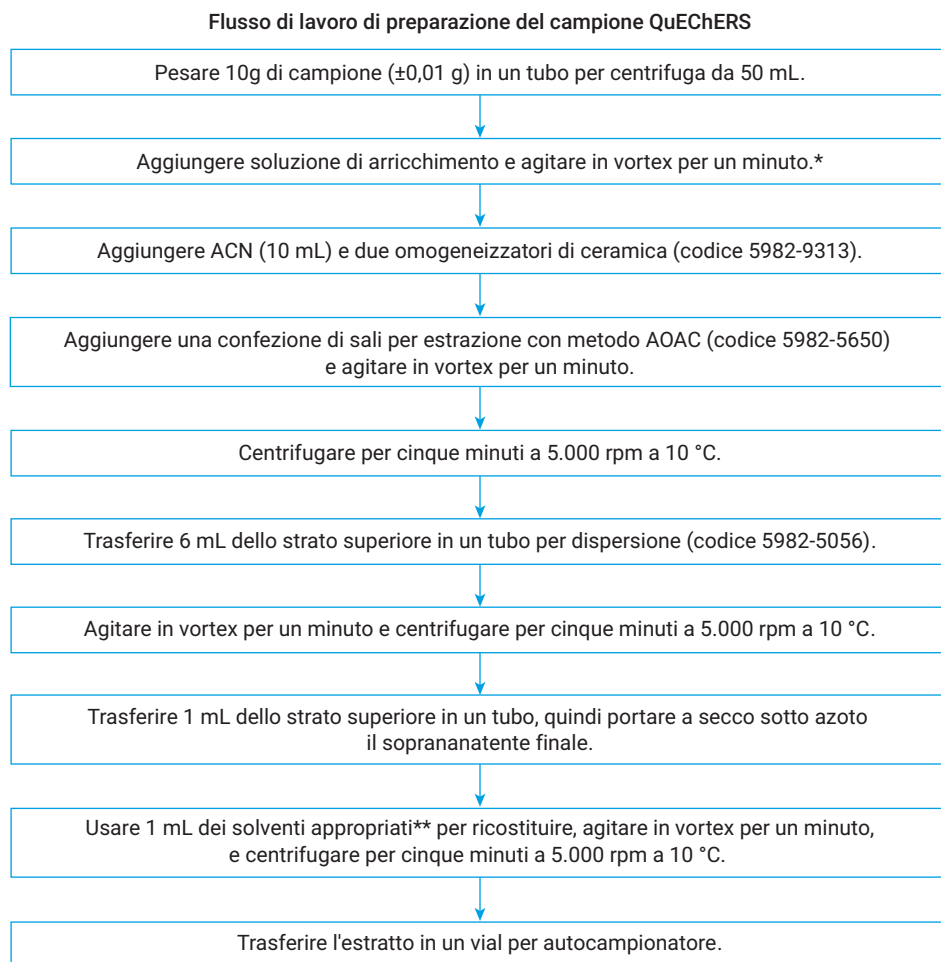 Flusso di lavoro di preparazione del campione QuEChERS
Pesare 10g di campione (±0,01 g) in un tubo per centrifuga da 50 mL.
Aggiungere soluzione di arricchimento e agitare in vortex per un minuto.*
Aggiungere ACN (10 mL) e due omogeneizzatori di ceramica (codice 5982-9313).
Aggiungere una confezione di sali per estrazione con metodo AOAC (codice 5982-5650)
e agitare in vortex per un minuto.
Centrifugare per cinque minuti a 5.000 rpm a 10 °C.
Trasferire 6 mL dello strato superiore in un tubo per dispersione (codice 5982-5056).
Agitare in vortex per un minuto e centrifugare per cinque minuti a 5.000 rpm a 10 °C.
Trasferire 1 mL dello strato superiore in un tubo, quindi portare a secco sotto azoto
il soprananatente finale.
Usare 1 mL dei solventi appropriati** per ricostituire, agitare in vortex per un minuto,
e centrifugare per cinque minuti a 5.000 rpm a 10 °C.
Trasferire l'estratto in un vial per autocampionatore.